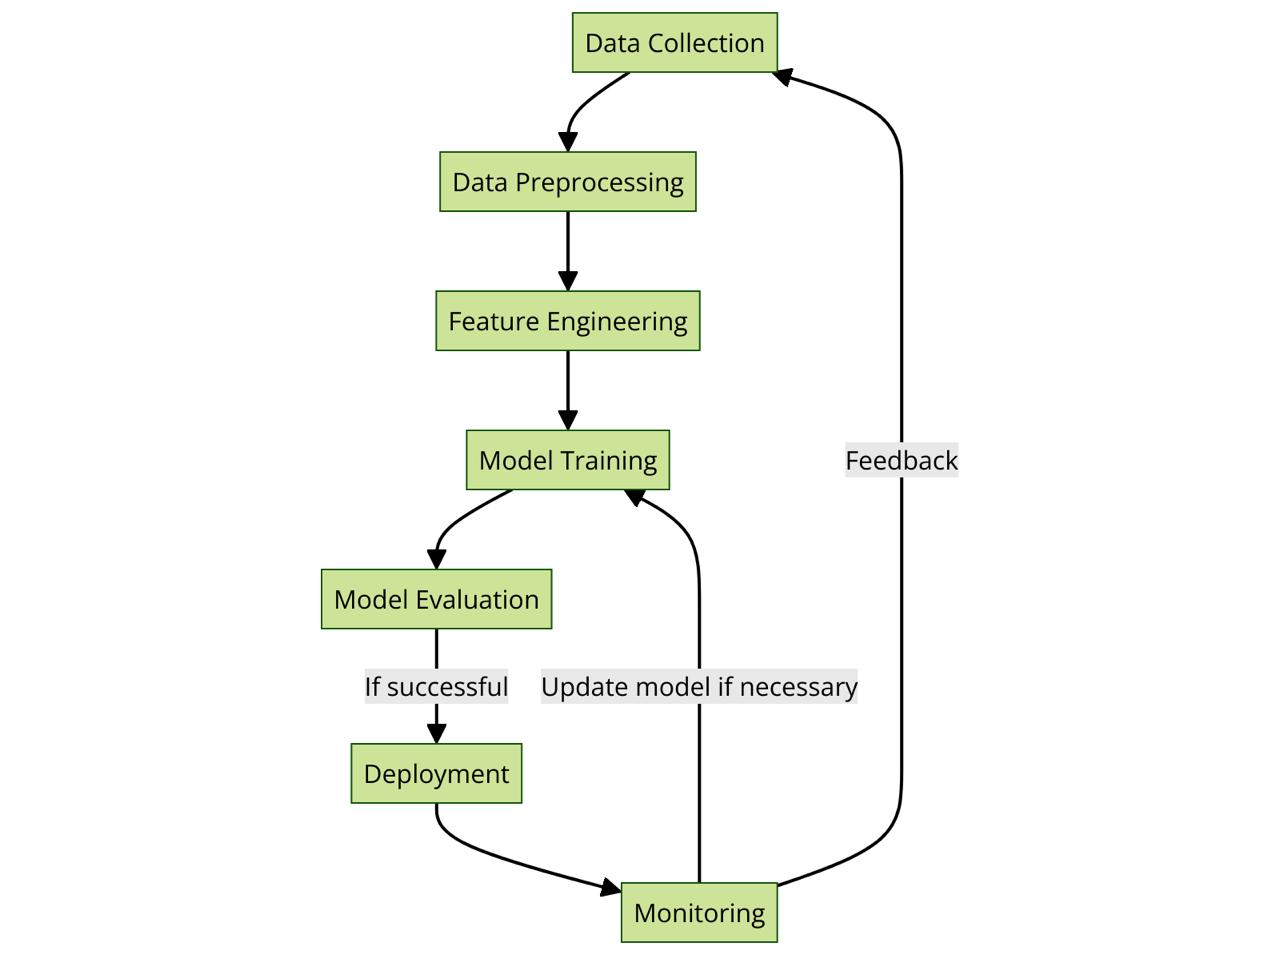 Data Collection
Data Preprocessing
Feature Engineering
Model Training
Feedback
Model Evaluation
If successful
Update model if necessary
Deployment
Monitoring